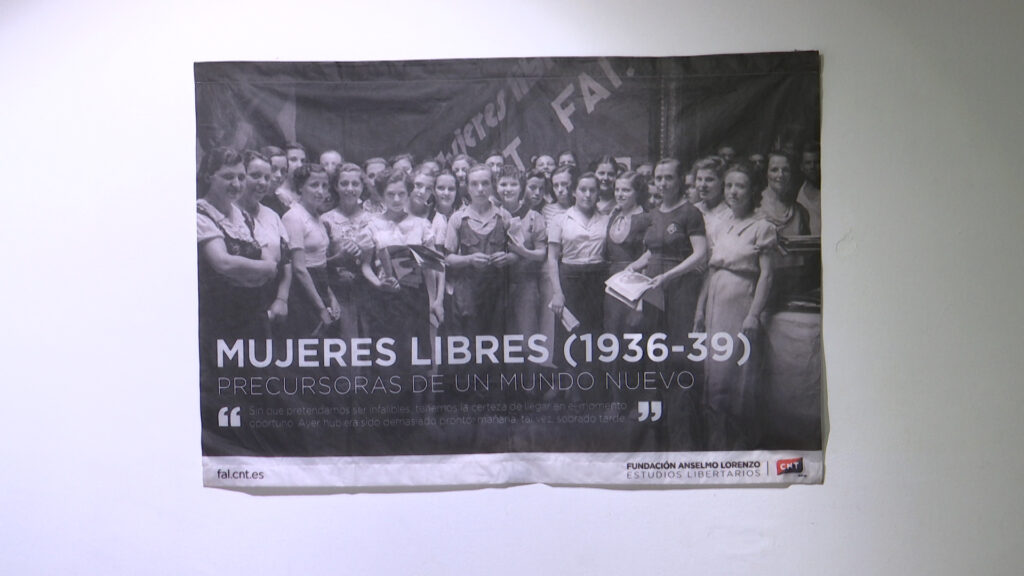 mujeres
FAI.
MUJERES LIBRES (1936-39)
PRECURSORAS DE UN MUNDO NUEVO
“ Sin que pretendamos ser infalibles, tenemos la certeza de llegar en el momento ”
oportuno. Ayer hubiera sido demasiado pronto; mañana, tal vez, sobrado tarde.
fal.cnt.es
FUNDACIÓN ANSELMO LORENZO
ESTUDIOS LIBERTARIOS
CNT